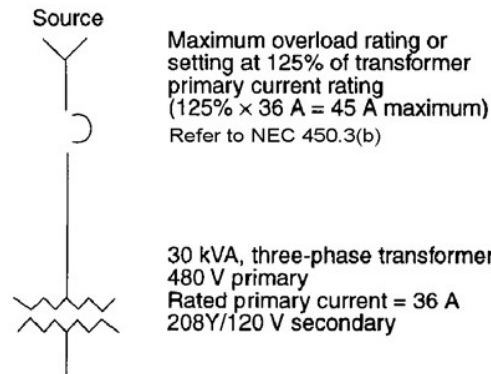 Source
Maximum overload rating or
setting at 125% of transformer
primary current rating
(125% × 36 A = 45 A maximum)
Refer to NEC 450.3(b)
30 kVA, three-phase transformer
480 V primary
Rated primary current = 36 A
208Y/120 V secondary